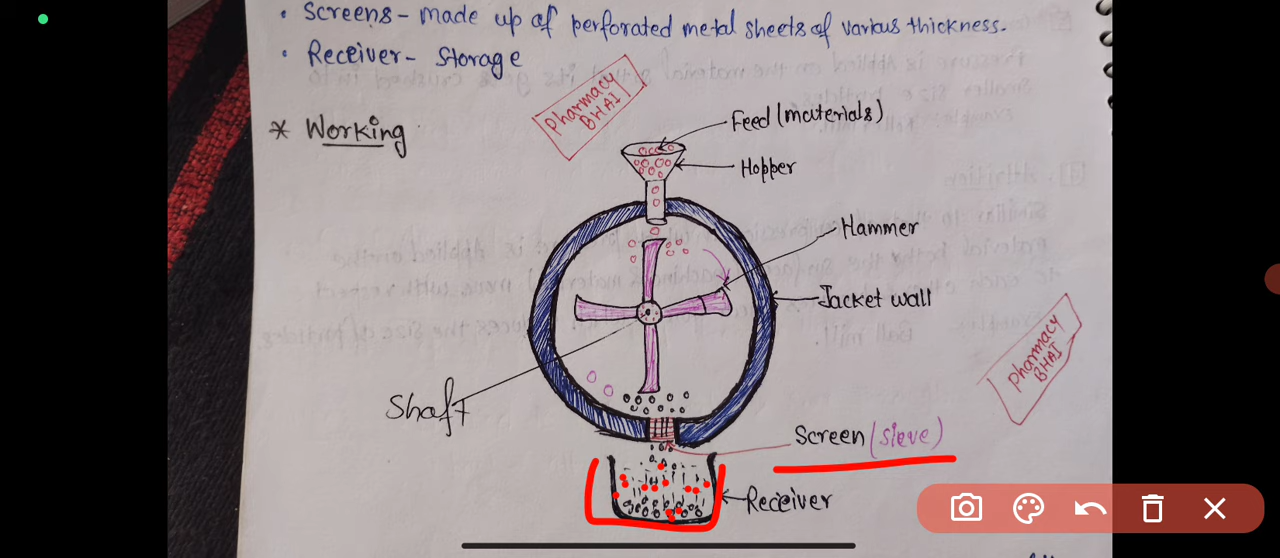 • Screens - made up of perforated metal sheets of various thickness.
• Receiver - Storage
Pharmacy
BHAI
* Working
Feed (materials)
Hopper
Hammer
Jacket wall
Pharmacy
BHAI
Shaft
Screen (sieve)
Receiver